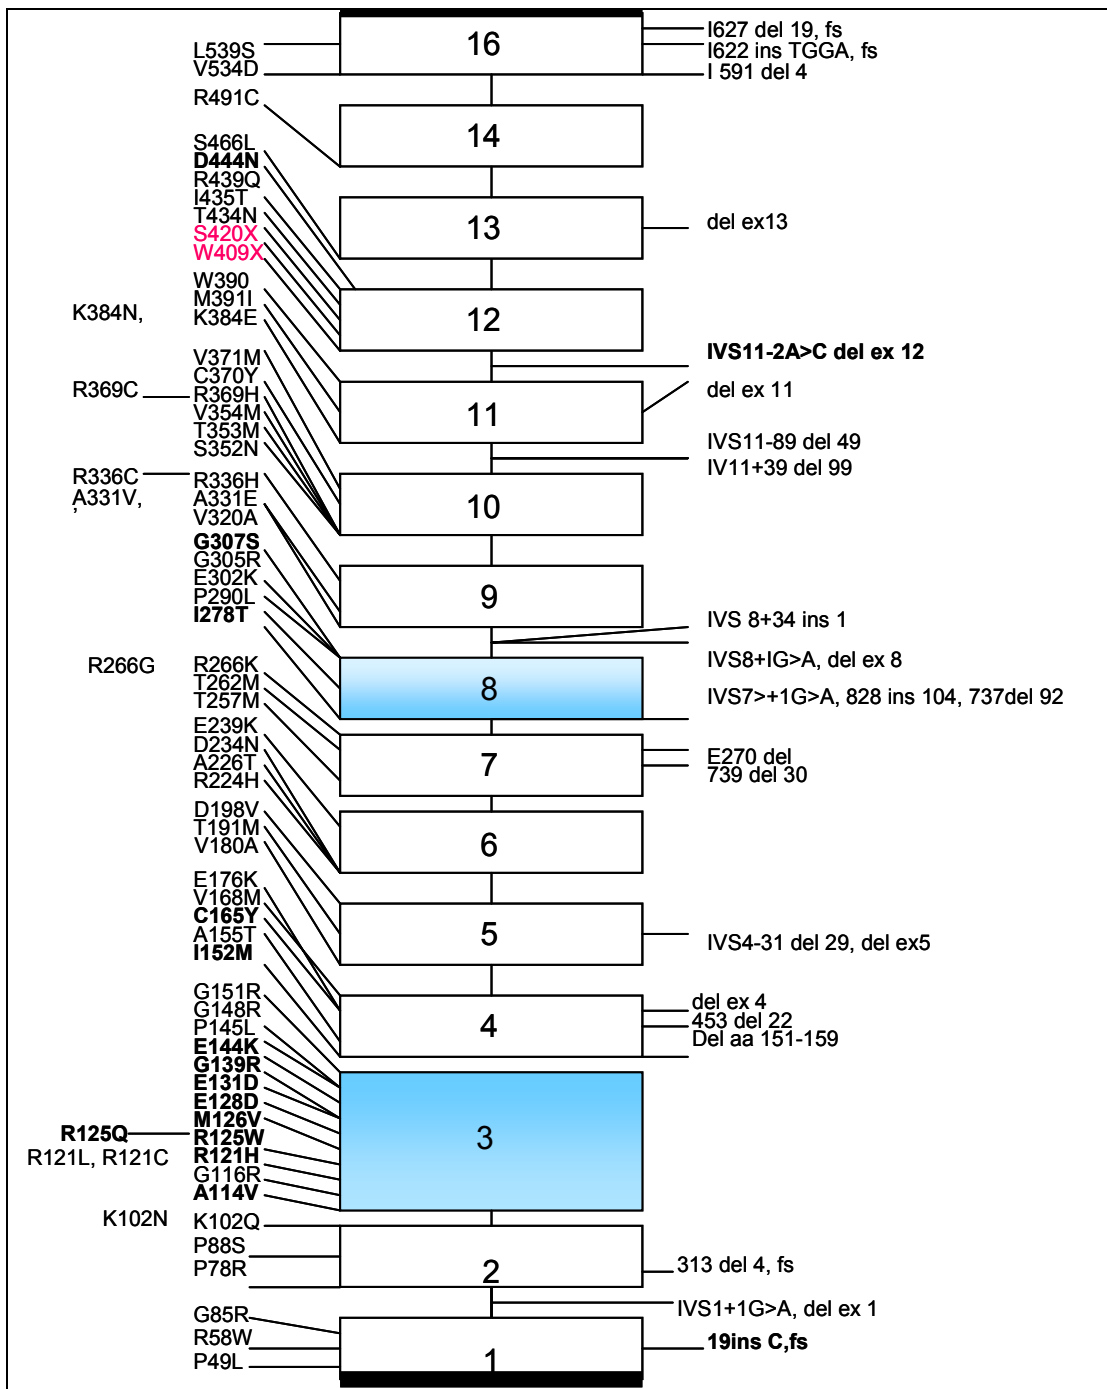 16
I627 del 19, fs
L539S
I622 ins TGGA, fs
V534D
I 591 del 4
R491C
14
S466L
D444N
R439Q
I435T
T434N
S420X
W409X
13
del ex13
W390
M391I
K384N,
K384E
12
IVS11-2A>C del ex 12
V371M
C370Y
R369C
R369H
V354M
T353M
S352N
11
del ex 11
IVS11-89 del 49
IV11+39 del 99
R336C
R336H
A331V,
A331E
,
V320A
10
G307S
G305R
E302K
P290L
I278T
9
IVS 8+34 ins 1
IVS8+IG>A, del ex 8
R266G
R266K
T262M
T257M
8
IVS7>+1G>A, 828 ins 104, 737del 92
E239K
D234N
A226T
R224H
7
E270 del
739 del 30
D198V
T191M
V180A
6
E176K
V168M
C165Y
A155T
I152M
5
IVS4-31 del 29, del ex5
G151R
G148R
P145L
E144K
G139R
E131D
E128D
M126V
4
del ex 4
453 del 22
Del aa 151-159
R125Q
R125W
R121L, R121C
R121H
G116R
A114V
3
K102N
K102Q
P88S
P78R
2
313 del 4, fs
IVS1+1G>A, del ex 1
G85R
R58W
P49L
1
19ins C,fs